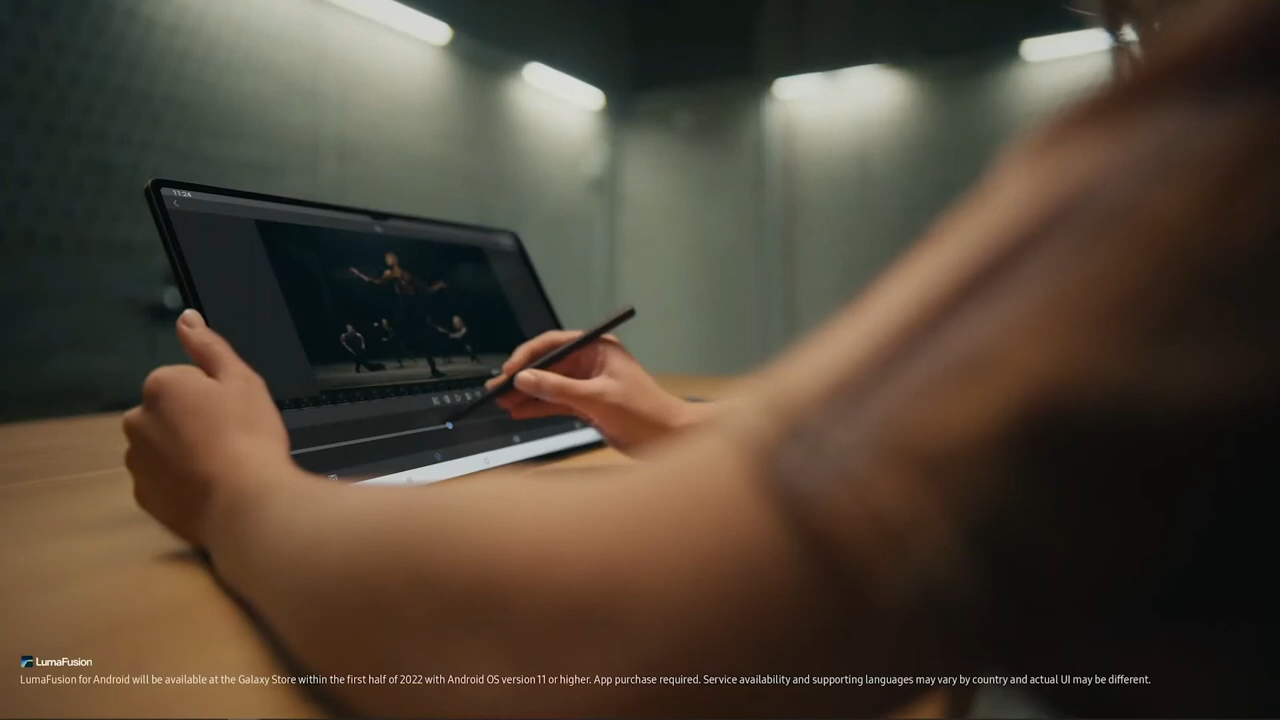 11:24
LumaFusion
LumaFusion for Android will be available at the Galaxy Store within the first half of 2022 with Android OS version 11 or higher. App purchase required. Service availability and supporting languages may vary by country and actual UI may be different.